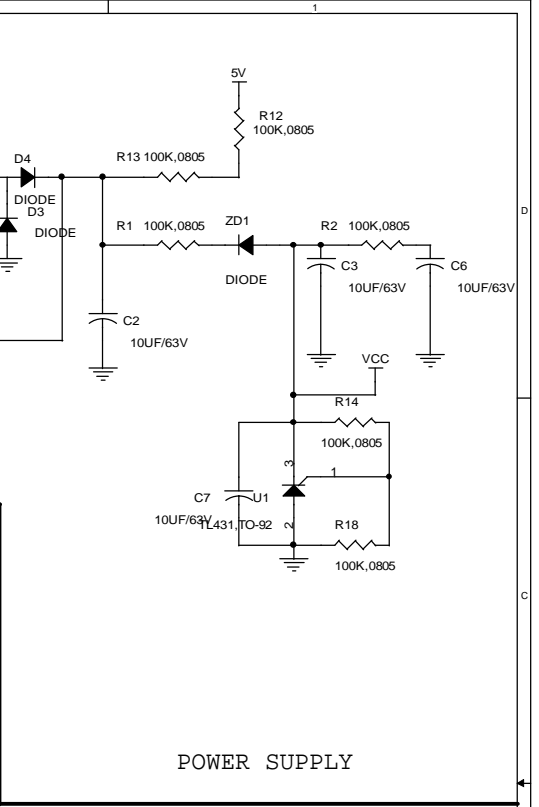 1
5V
R12
100K,0805
D4
R13 100K,0805
DIODE
D3
DIODE
D
R1 100K,0805
ZD1
R2 100K,0805
DIODE
C3
10UF/63V
C6
10UF/63V
C2
10UF/63V
VCC
R14
100K,0805
3
1
C7
U1
10UF/63V
TL431,TO-92
2
R18
100K,0805
C
POWER SUPPLY